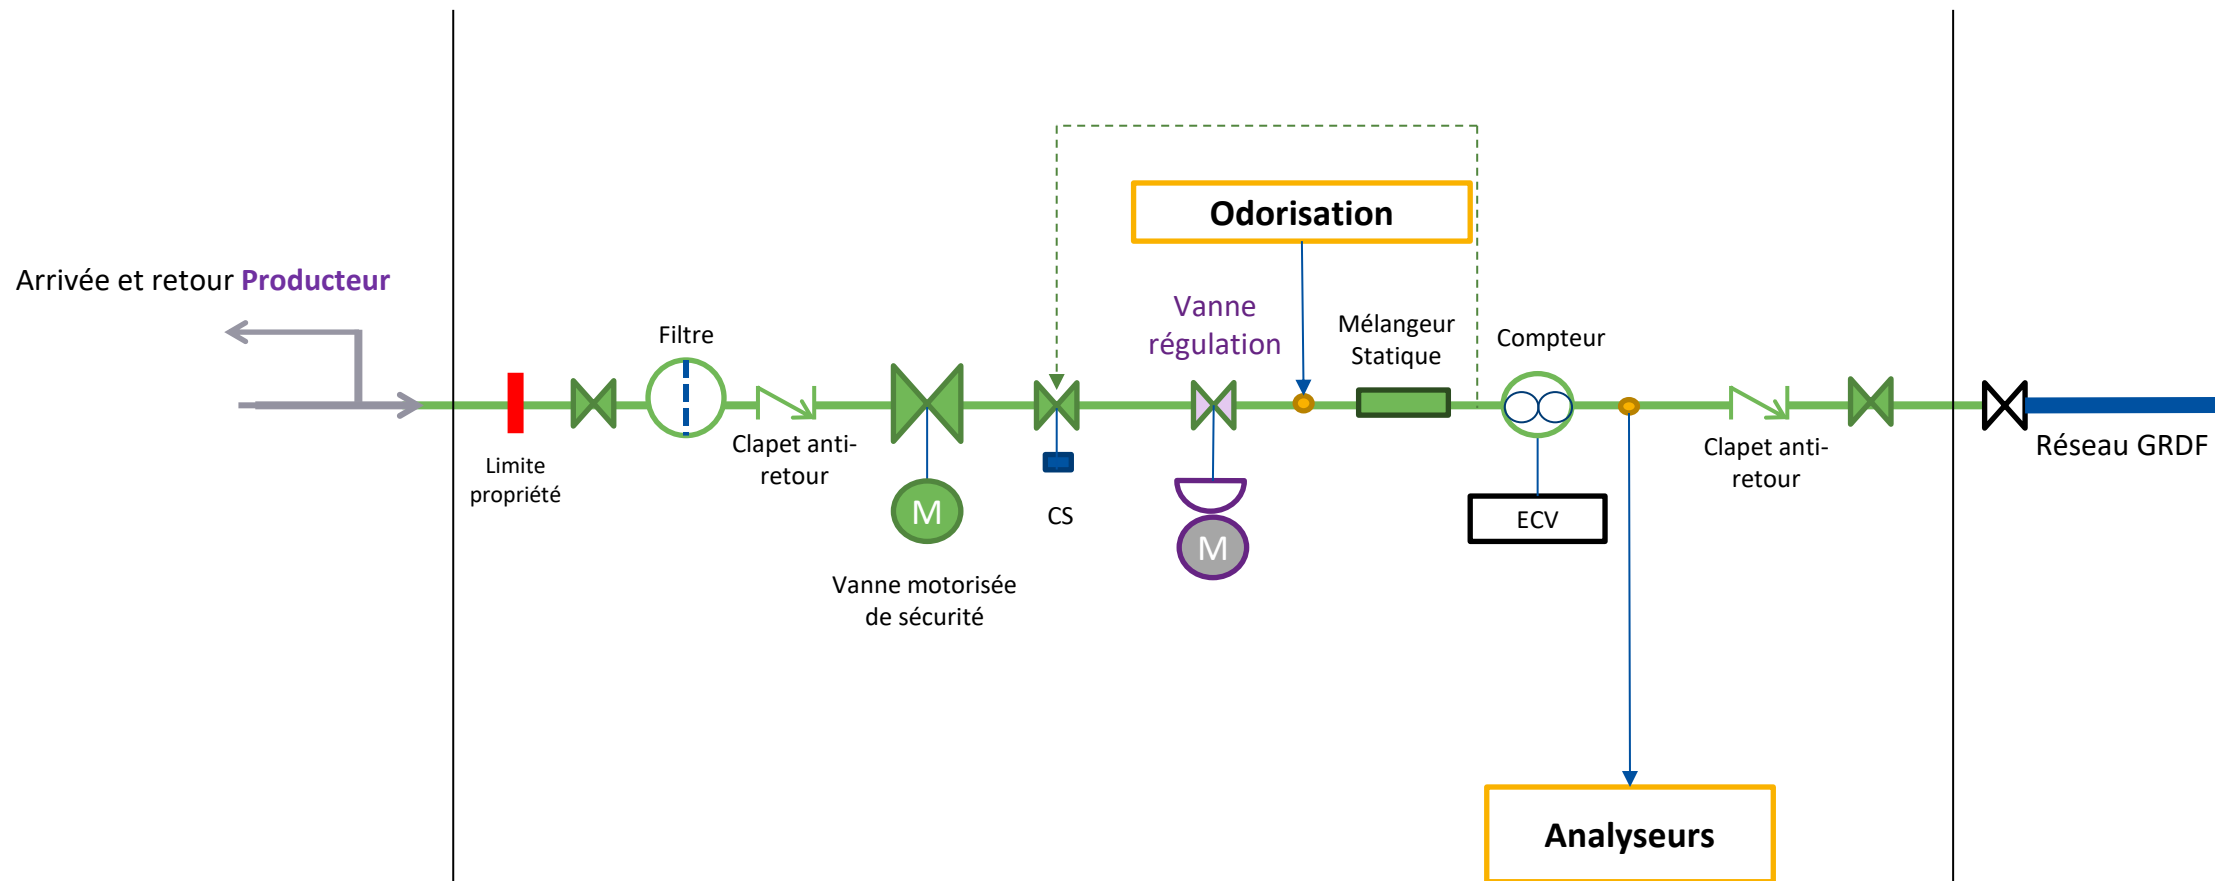 Odorisation
Arrivée et retour Producteur
Vanne
régulation
Filtre
Mélangeur
Statique
Compteur
Limite
propriété
Clapet anti-
retour
M
Vanne motorisée
de sécurité
CS
M
ECV
Clapet anti-
retour
Réseau GRDF
Analyseurs